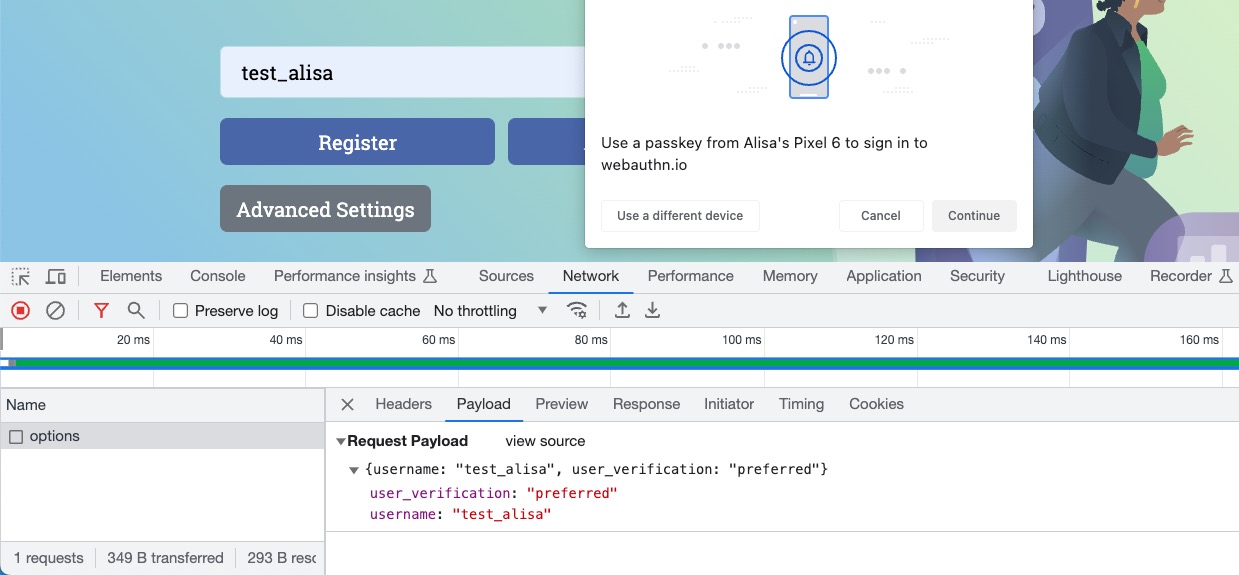 test_alisa
Register
Advanced Settings
Use a passkey from Alisa's Pixel 6 to sign in to
webauthn.io
Use a different device Cancel Continue
Elements Console Performance insights Sources Network Performance Memory Application Security Lighthouse Recorder
Preserve log Disable cache No throttling
20 ms 40 ms 60 ms 80 ms 100 ms 120 ms 140 ms 160 ms
Name
Headers Payload Preview Response Initiator Timing Cookies
options
Request Payload view source
{username: "test_alisa", user_verification: "preferred"}
user_verification: "preferred"
username: "test_alisa"
1 requests 349 B transferred 293 B